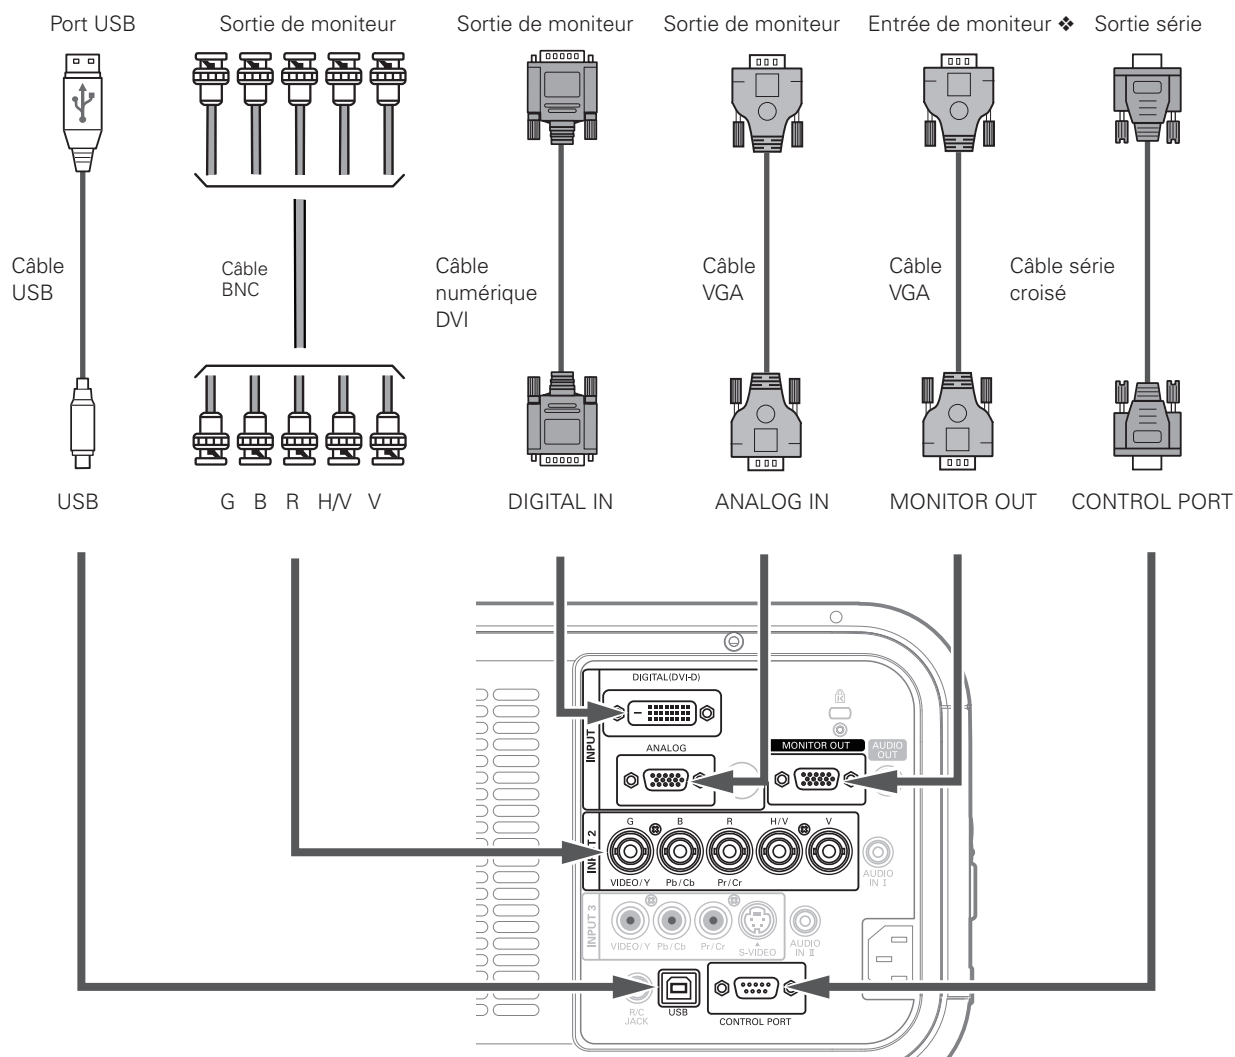 Port USB
Sortie de moniteur
Sortie de moniteur
Sortie de moniteur
Entrée de moniteur ❖
Sortie série
Câble
USB
Câble
BNC
Câble
numérique
DVI
Câble
VGA
Câble
VGA
Câble série
croisé
USB
G B R H/V V
DIGITAL IN
ANALOG IN
MONITOR OUT
CONTROL PORT
INPUT
DIGITAL(DVI-D)
ANALOG
MONITOR OUT
AUDIO
OUT
INPUT 2
G B R H/V V
VIDEO/Y Pb/Cb Pr/Cr
AUDIO
IN I
INPUT 3
VIDEO/Y Pb/Cb Pr/Cr
S-VIDEO
AUDIO
IN II
R/C
JACK
USB
CONTROL PORT